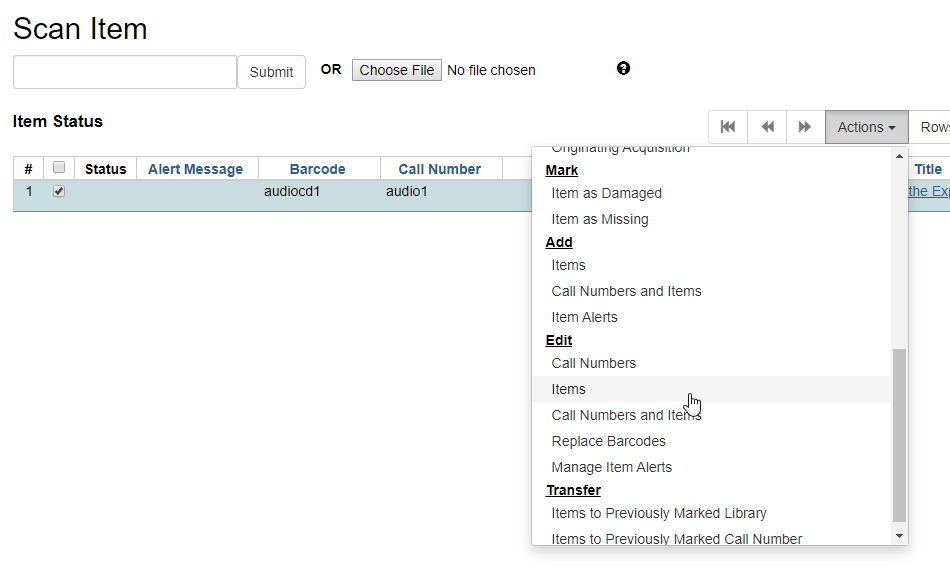 Scan Item
Submit OR Choose File No file chosen
Item Status
Actions Rows
Originating Acquisition
# Status Alert Message Barcode Call Number Title
1 audiocd1 audio1 the Exp
Mark
Item as Damaged
Item as Missing
Add
Items
Call Numbers and Items
Item Alerts
Edit
Call Numbers
Items
Call Numbers and Items
Replace Barcodes
Manage Item Alerts
Transfer
Items to Previously Marked Library
Items to Previously Marked Call Number